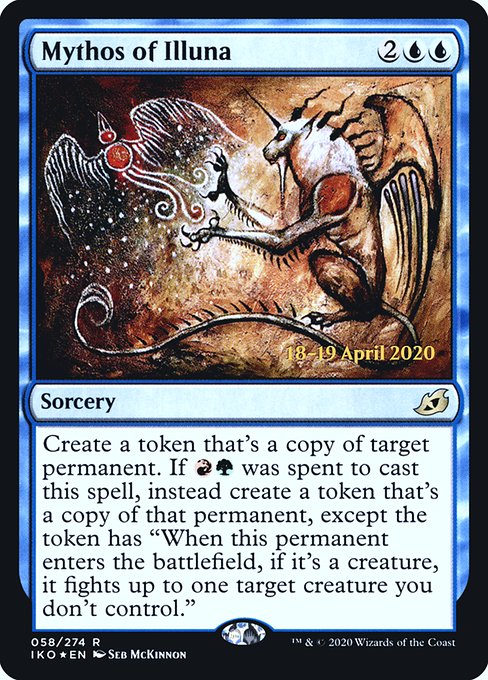 Mythos of Illuna 2
18-19 April 2020
Sorcery
Create a token that's a copy of target
permanent. If was spent to cast
this spell, instead create a token that's
a copy of that permanent, except the
token has “When this permanent
enters the battlefield, if it's a creature,
it fights up to one target creature you
don't control.”
058/274 R
IKO★EN Seb McKinnon
™ & © 2020 Wizards of the Coast